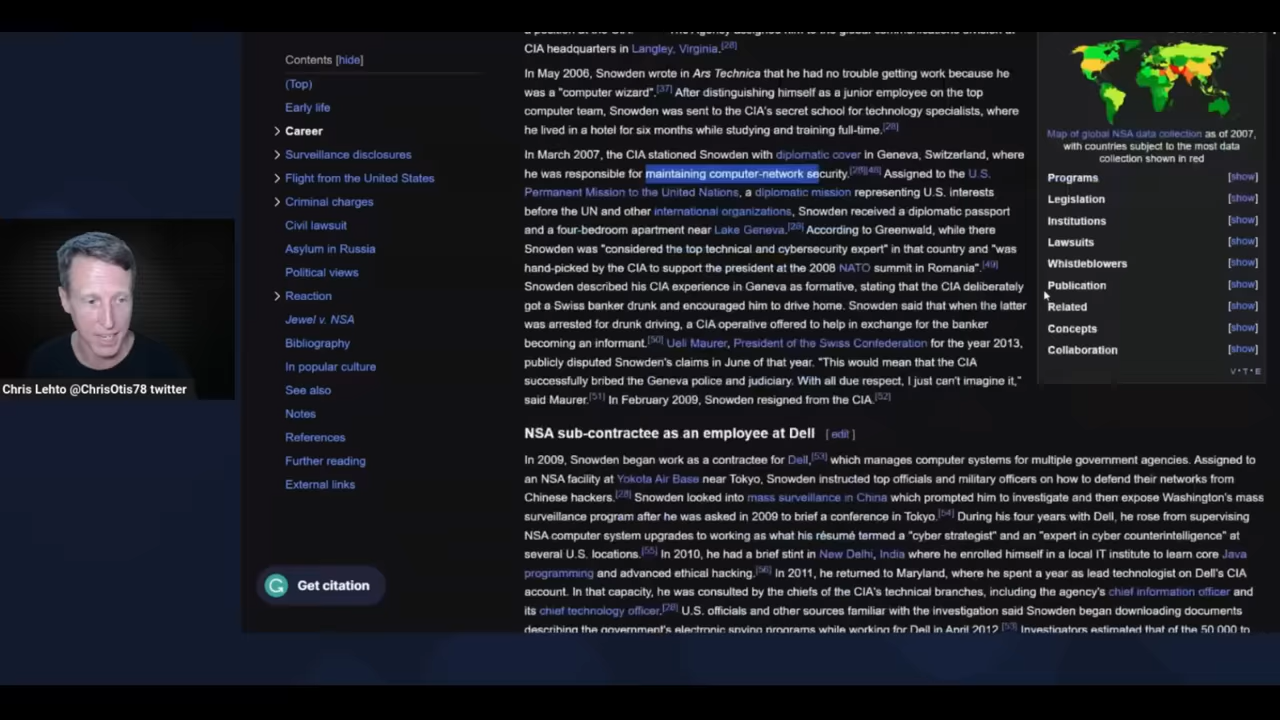 CIA headquarters in Langley, Virginia.[28]
In May 2006, Snowden wrote in Ars Technica that he had no trouble getting work because he
was a "computer wizard".[37] After distinguishing himself as a junior employee on the top
computer team, Snowden was sent to the CIA's secret school for technology specialists, where
he lived in a hotel for six months while studying and training full-time.[28]
In March 2007, the CIA stationed Snowden with diplomatic cover in Geneva, Switzerland, where
he was responsible for maintaining computer-network security.[28][48] Assigned to the U.S.
Permanent Mission to the United Nations, a diplomatic mission representing U.S. interests
before the UN and other international organizations, Snowden received a diplomatic passport
and a four-bedroom apartment near Lake Geneva.[28] According to Greenwald, while there
Snowden was "considered the top technical and cybersecurity expert" in that country and "was
hand-picked by the CIA to support the president at the 2008 NATO summit in Romania".[49]
Snowden described his CIA experience in Geneva as formative, stating that the CIA deliberately
got a Swiss banker drunk and encouraged him to drive home. Snowden said that when the latter
was arrested for drunk driving, a CIA operative offered to help in exchange for the banker
becoming an informant.[50] Ueli Maurer, President of the Swiss Confederation for the year 2013,
publicly disputed Snowden's claims in June of that year. "This would mean that the CIA
successfully bribed the Geneva police and judiciary. With all due respect, I just can't imagine it,"
said Maurer.[51] In February 2009, Snowden resigned from the CIA.[52]
NSA sub-contractee as an employee at Dell [ edit ]
In 2009, Snowden began work as a contractee for Dell,[53] which manages computer systems for multiple government agencies. Assigned to
an NSA facility at Yokota Air Base near Tokyo, Snowden instructed top officials and military officers on how to defend their networks from
Chinese hackers.[28] Snowden looked into mass surveillance in China which prompted him to investigate and then expose Washington's mass
surveillance program after he was asked in 2009 to brief a conference in Tokyo.[54] During his four years with Dell, he rose from supervising
NSA computer system upgrades to working as what his résumé termed a "cyber strategist" and an "expert in cyber counterintelligence" at
several U.S. locations.[55] In 2010, he had a brief stint in New Delhi, India where he enrolled himself in a local IT institute to learn core Java
programming and advanced ethical hacking.[56] In 2011, he returned to Maryland, where he spent a year as lead technologist on Dell's CIA
account. In that capacity, he was consulted by the chiefs of the CIA's technical branches, including the agency's chief information officer and
its chief technology officer.[28] U.S. officials and other sources familiar with the investigation said Snowden began downloading documents
describing the government's electronic spying programs while working for Dell in April 2012.[53] Investigators estimated that of the 50,000 to
Contents [hide]
(Top)
Early life
Career
Surveillance disclosures
Flight from the United States
Criminal charges
Civil lawsuit
Asylum in Russia
Political views
Reaction
Jewel v. NSA
Bibliography
In popular culture
See also
Notes
References
Further reading
External links
Get citation
Map of global NSA data collection as of 2007,
with countries subject to the most data
collection shown in red
Programs [show]
Legislation [show]
Institutions [show]
Lawsuits [show]
Whistleblowers [show]
Publication [show]
Related [show]
Concepts [show]
Collaboration [show]
V·T·E
Chris Lehto @ChrisOtis78 twitter